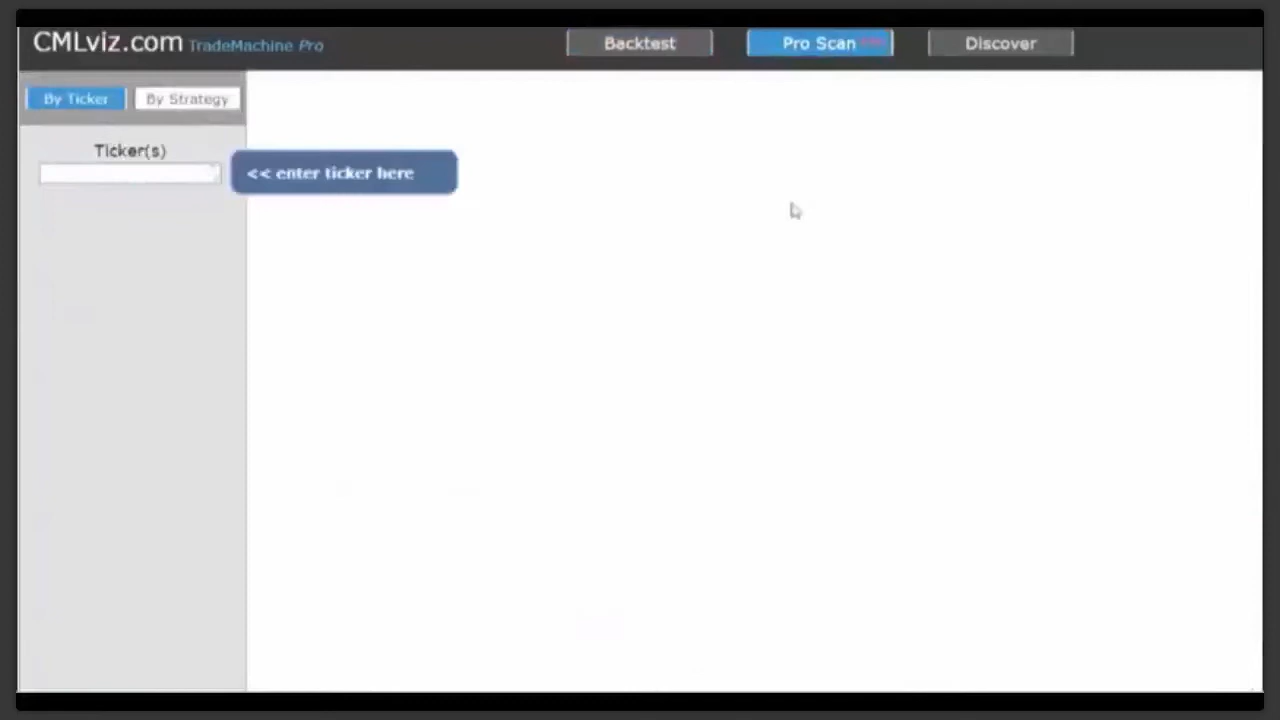 CMLviz.com TradeMachine Pro
Backtest
Pro Scan
Discover
By Ticker
By Strategy
Ticker(s)
<< enter ticker here